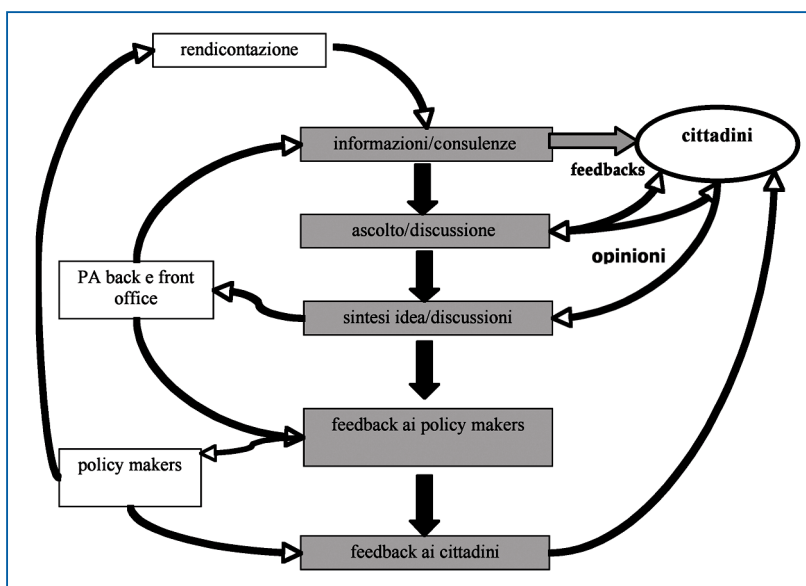 rendicontazione
informazioni/consulenze
cittadini
feedbacks
ascolto/discussione
opinioni
PA back e front
office
sintesi idea/discussioni
feedback ai policy makers
policy makers
feedback ai cittadini